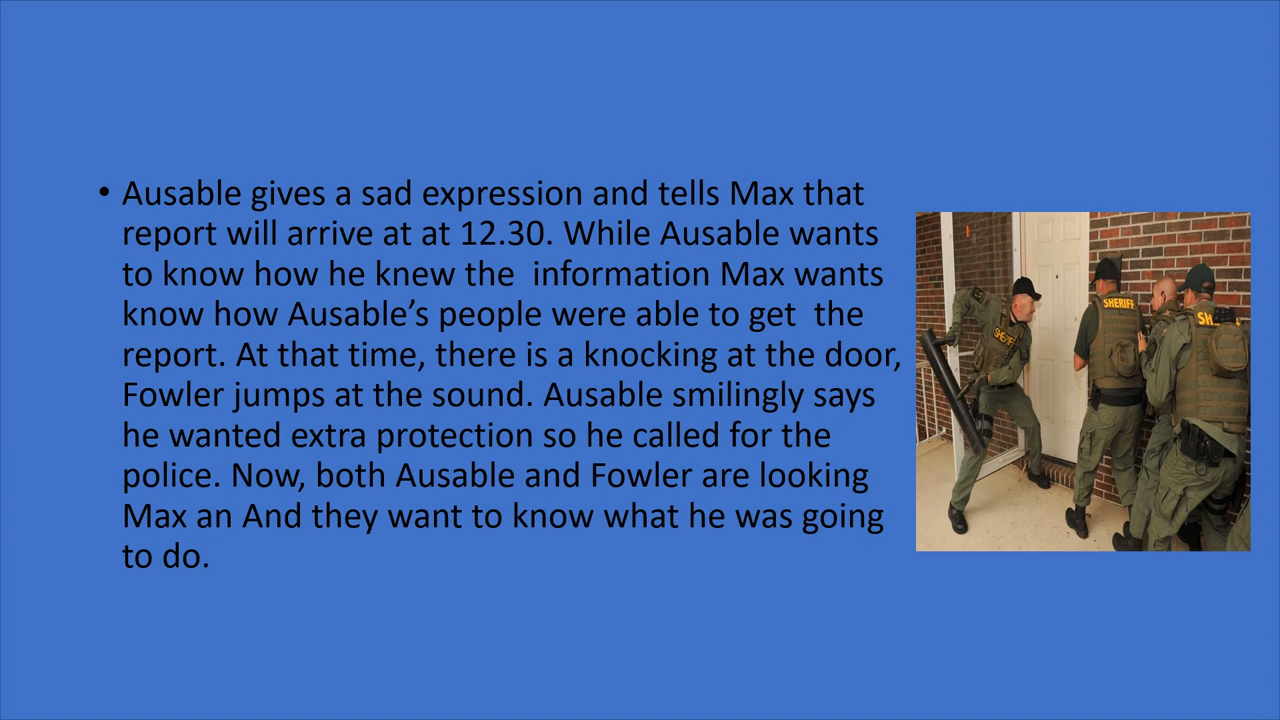 • Ausable gives a sad expression and tells Max that
report will arrive at at 12.30. While Ausable wants
to know how he knew the  information Max wants
know how Ausable’s people were able to get  the
report. At that time, there is a knocking at the door,
Fowler jumps at the sound. Ausable smilingly says
he wanted extra protection so he called for the
police. Now, both Ausable and Fowler are looking
Max an And they want to know what he was going
to do.
SHERIFF
SHERIFF